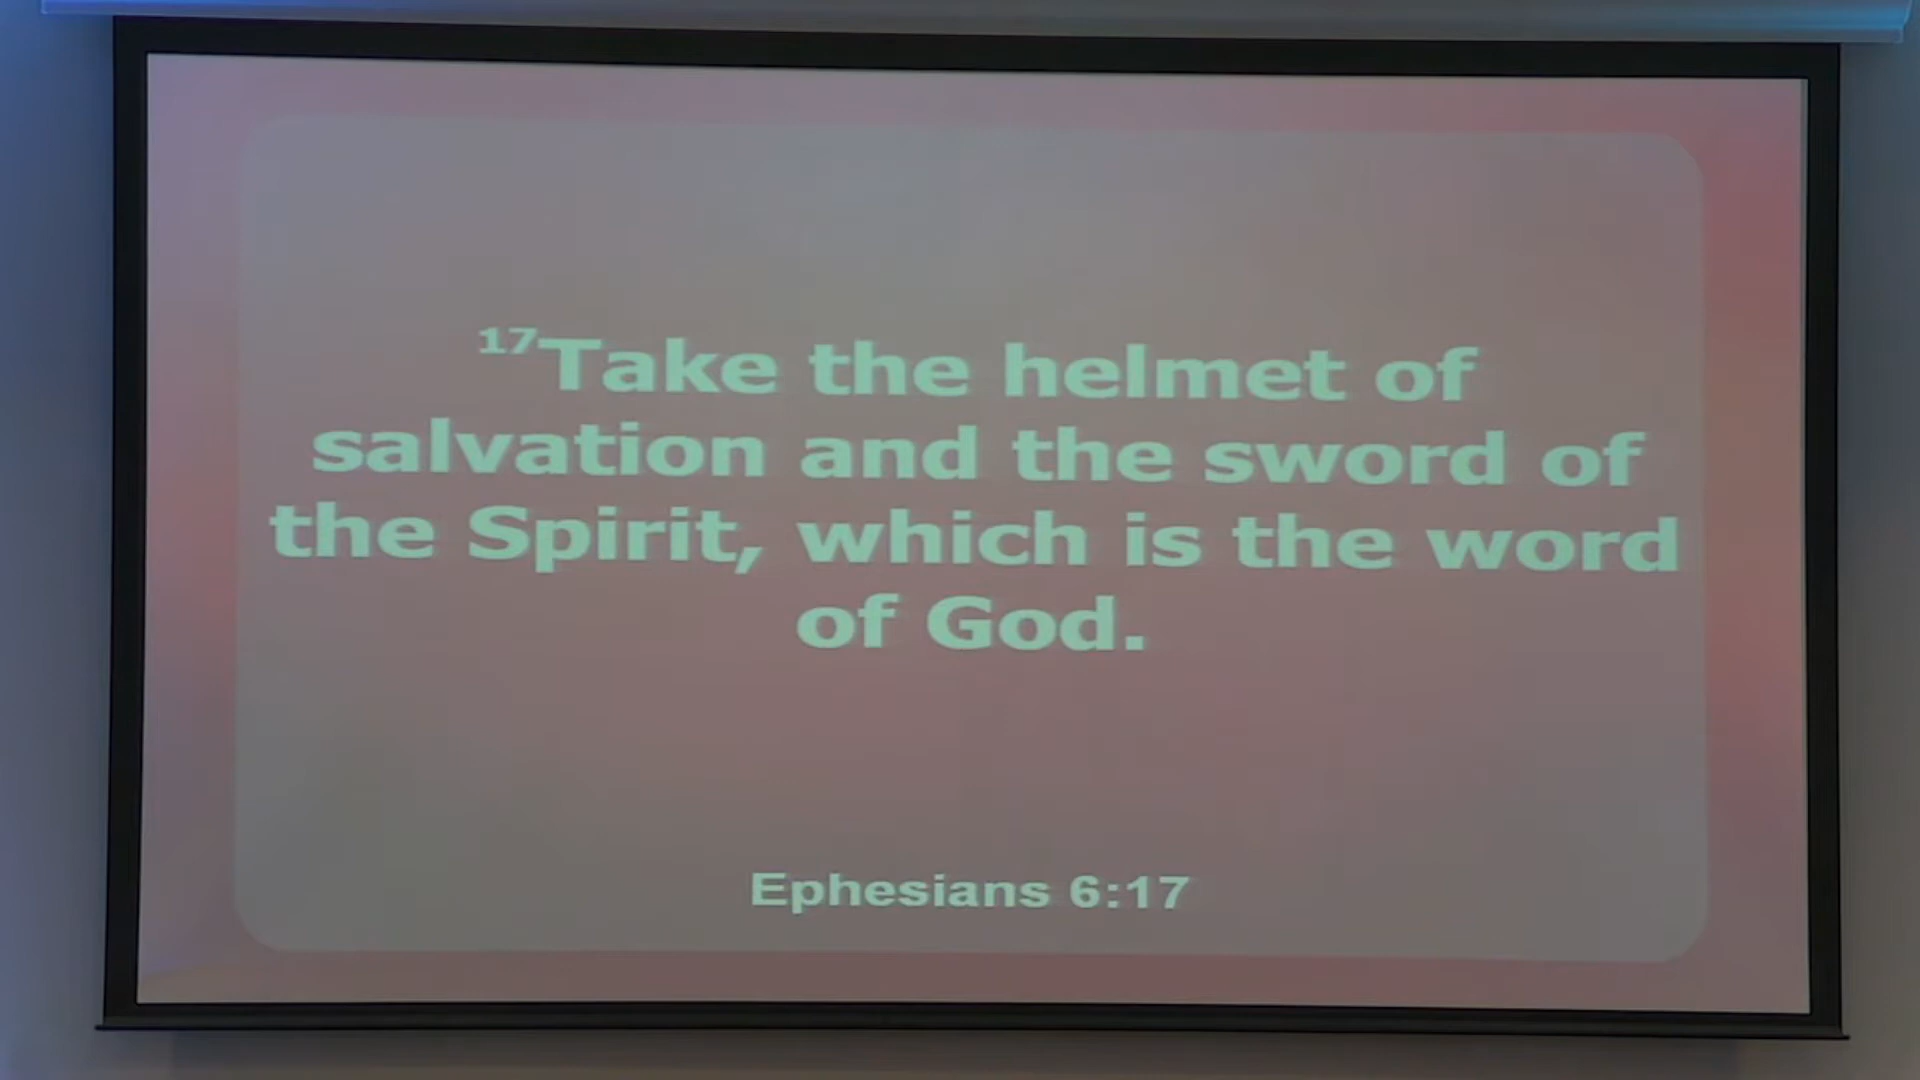 17Take the helmet of
salvation and the sword of
the Spirit, which is the word
of God.
Ephesians 6:17